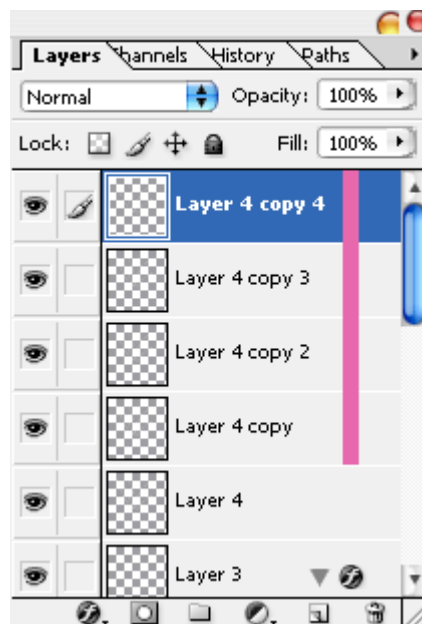 Layers Channels History Paths
Normal Opacity: 100%
Lock: Fill: 100%
Layer 4 copy 4
Layer 4 copy 3
Layer 4 copy 2
Layer 4 copy
Layer 4
Layer 3